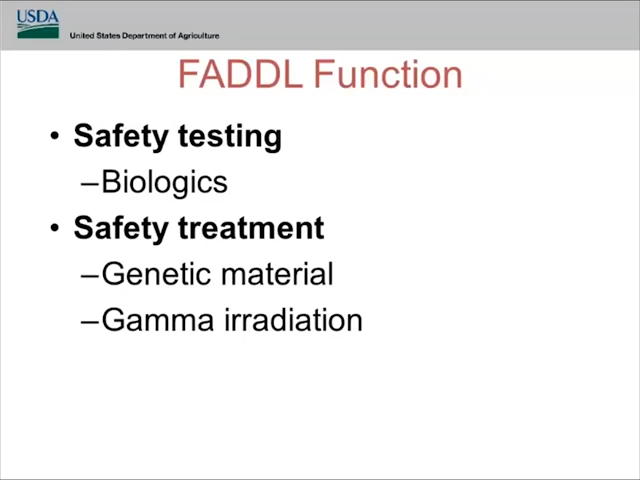 USDA
United States Department of Agriculture
FADDL Function
• Safety testing
–Biologics
• Safety treatment
–Genetic material
–Gamma irradiation